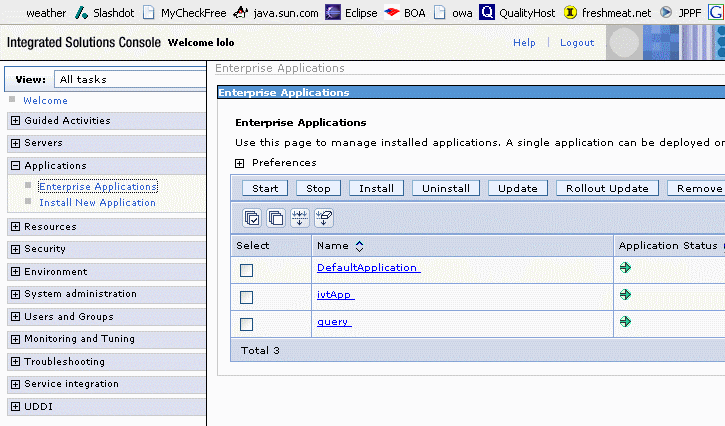 weather Slashdot MyCheckFree java.sun.com Eclipse BOA owa QualityHost freshmeat.net JPPF
Integrated Solutions Console Welcome lolo Help | Logout
View: All tasks
Welcome
Guided Activities
Servers
Applications
Enterprise Applications
Install New Application
Resources
Security
Environment
System administration
Users and Groups
Monitoring and Tuning
Troubleshooting
Service integration
UDDI
Enterprise Applications
Enterprise Applications
Enterprise Applications
Use this page to manage installed applications. A single application can be deployed on
Preferences
Start Stop Install Uninstall Update Rollout Update Remove
Select Name Application Status
DefaultApplication
ivtApp
query
Total 3